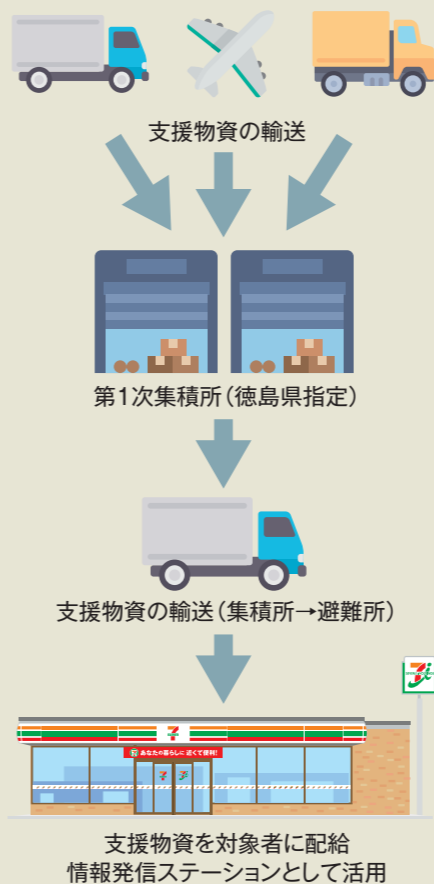 支援物資の輸送
第1次集積所（徳島県指定）
支援物資の輸送（集積所→避難所）
7
あなたの暮らしに 近くて便利!
支援物資を対象者に配給
情報発信ステーションとして活用